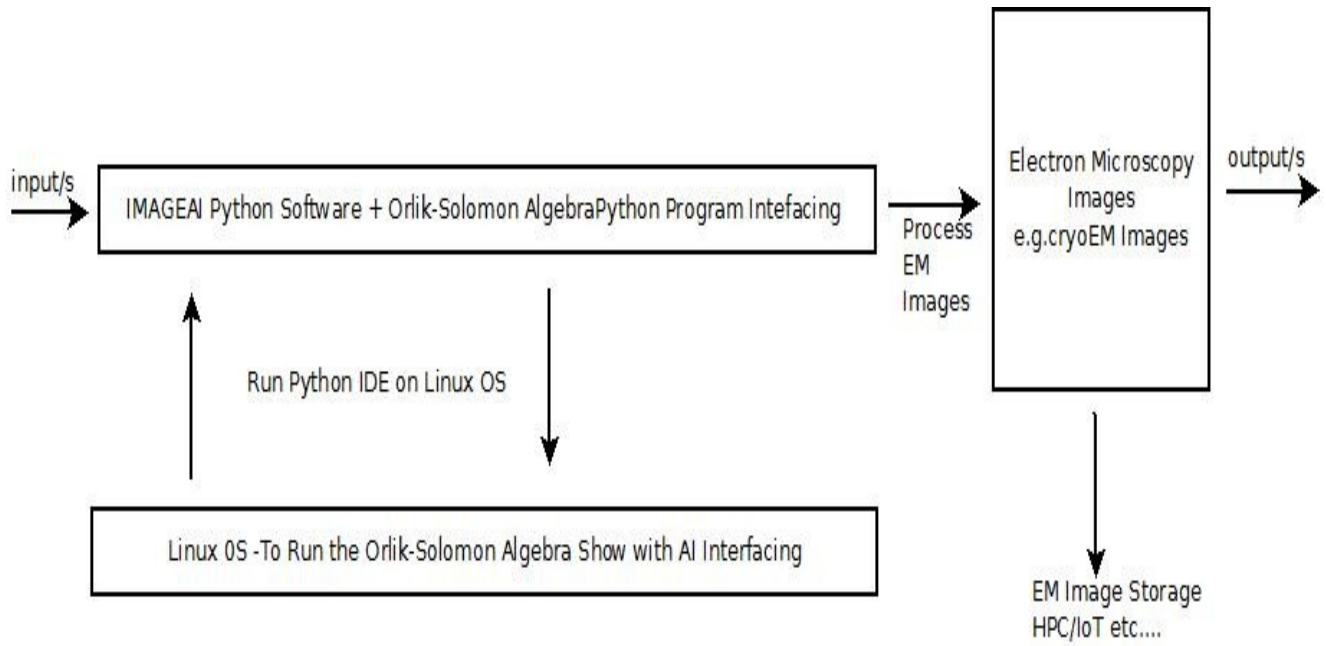 input/s
IMAGEAI Python Software + Orlik-Solomon AlgebraPython Program Intefacing
Process
EM
Images
Electron Microscopy
Images
e.g.cryoEM Images
output/s
Run Python IDE on Linux OS
Linux 0S -To Run the Orlik-Solomon Algebra Show with AI Interfacing
EM Image Storage
HPC/IoT etc....